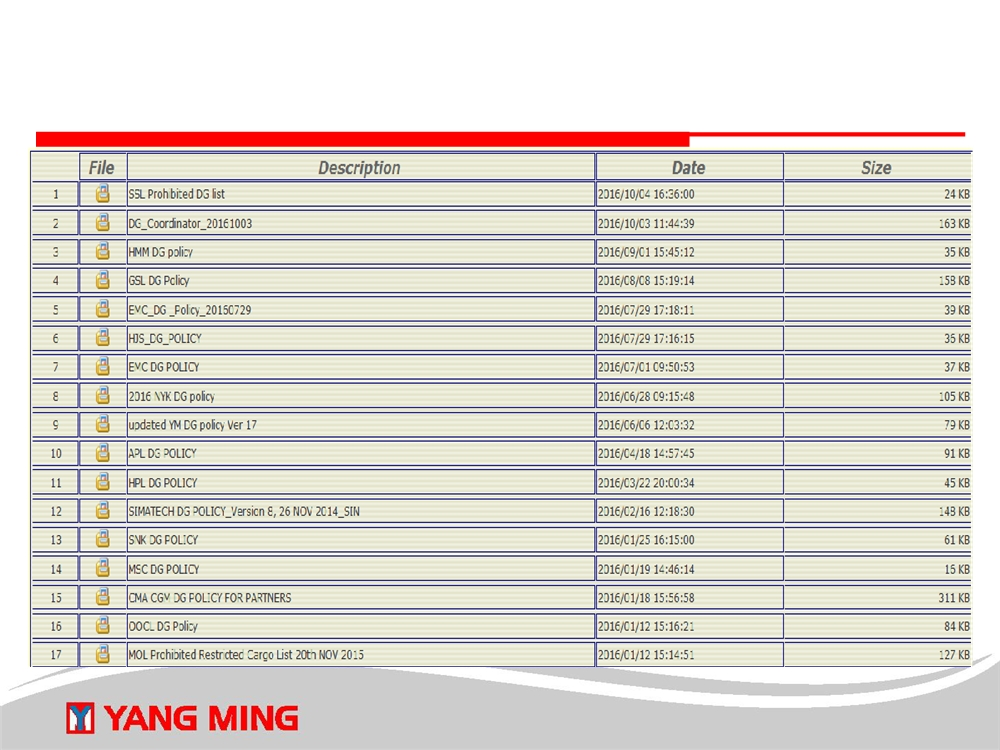 File Description Date Size
1 SSL Prohibited DG list 2016/10/04 16:36:00 24 KB
2 DG_Coordinator_20161003 2016/10/03 11:44:39 163 KB
3 HMM DG policy 2016/09/01 15:45:12 35 KB
4 GSL DG Policy 2016/08/08 15:19:14 158 KB
5 EMC_DG _Policy_20160729 2016/07/29 17:18:11 39 KB
6 HJS_DG_POLICY 2016/07/29 17:16:15 35 KB
7 EMC DG POLICY 2016/07/01 09:50:53 37 KB
8 2016 NYK DG policy 2016/06/28 09:15:48 105 KB
9 updated YM DG policy Ver 17 2016/06/06 12:03:32 79 KB
10 APL DG POLICY 2016/04/18 14:57:45 91 KB
11 HPL DG POLICY 2016/03/22 20:00:34 45 KB
12 SIMATECH DG POLICY_Version 8, 26 NOV 2014_SIN 2016/02/16 12:18:30 148 KB
13 SNK DG POLICY 2016/01/25 16:15:00 61 KB
14 MSC DG POLICY 2016/01/19 14:46:14 15 KB
15 CMA CGM DG POLICY FOR PARTNERS 2016/01/18 15:56:58 311 KB
16 OOCL DG Policy 2016/01/12 15:16:21 84 KB
17 MOL Prohibited Restricted Cargo List 20th NOV 2015 2016/01/12 15:14:51 127 KB
YANG MING